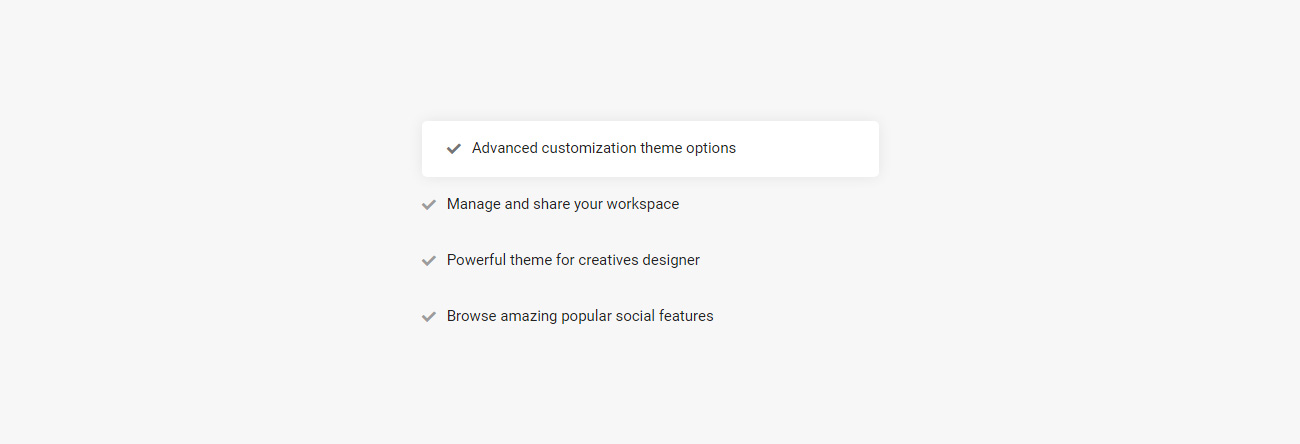 Advanced customization theme options
Manage and share your workspace
Powerful theme for creatives designer
Browse amazing popular social features